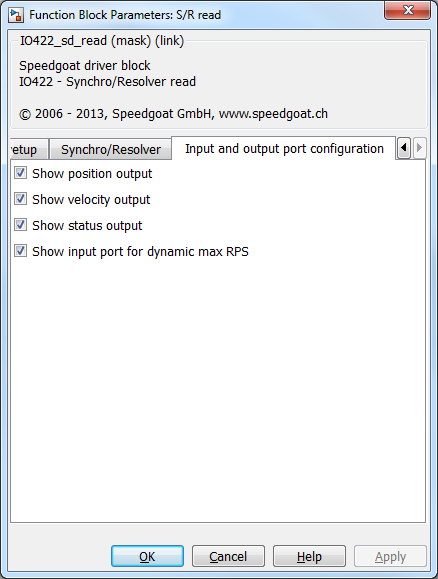 Function Block Parameters: S/R read
IO422_sd_read (mask) (link)
Speedgoat driver block
IO422 - Synchro/Resolver read
© 2006 - 2013, Speedgoat GmbH, www.speedgoat.ch
etup Synchro/Resolver Input and output port configuration
Show position output
Show velocity output
Show status output
Show input port for dynamic max RPS
OK Cancel Help Apply